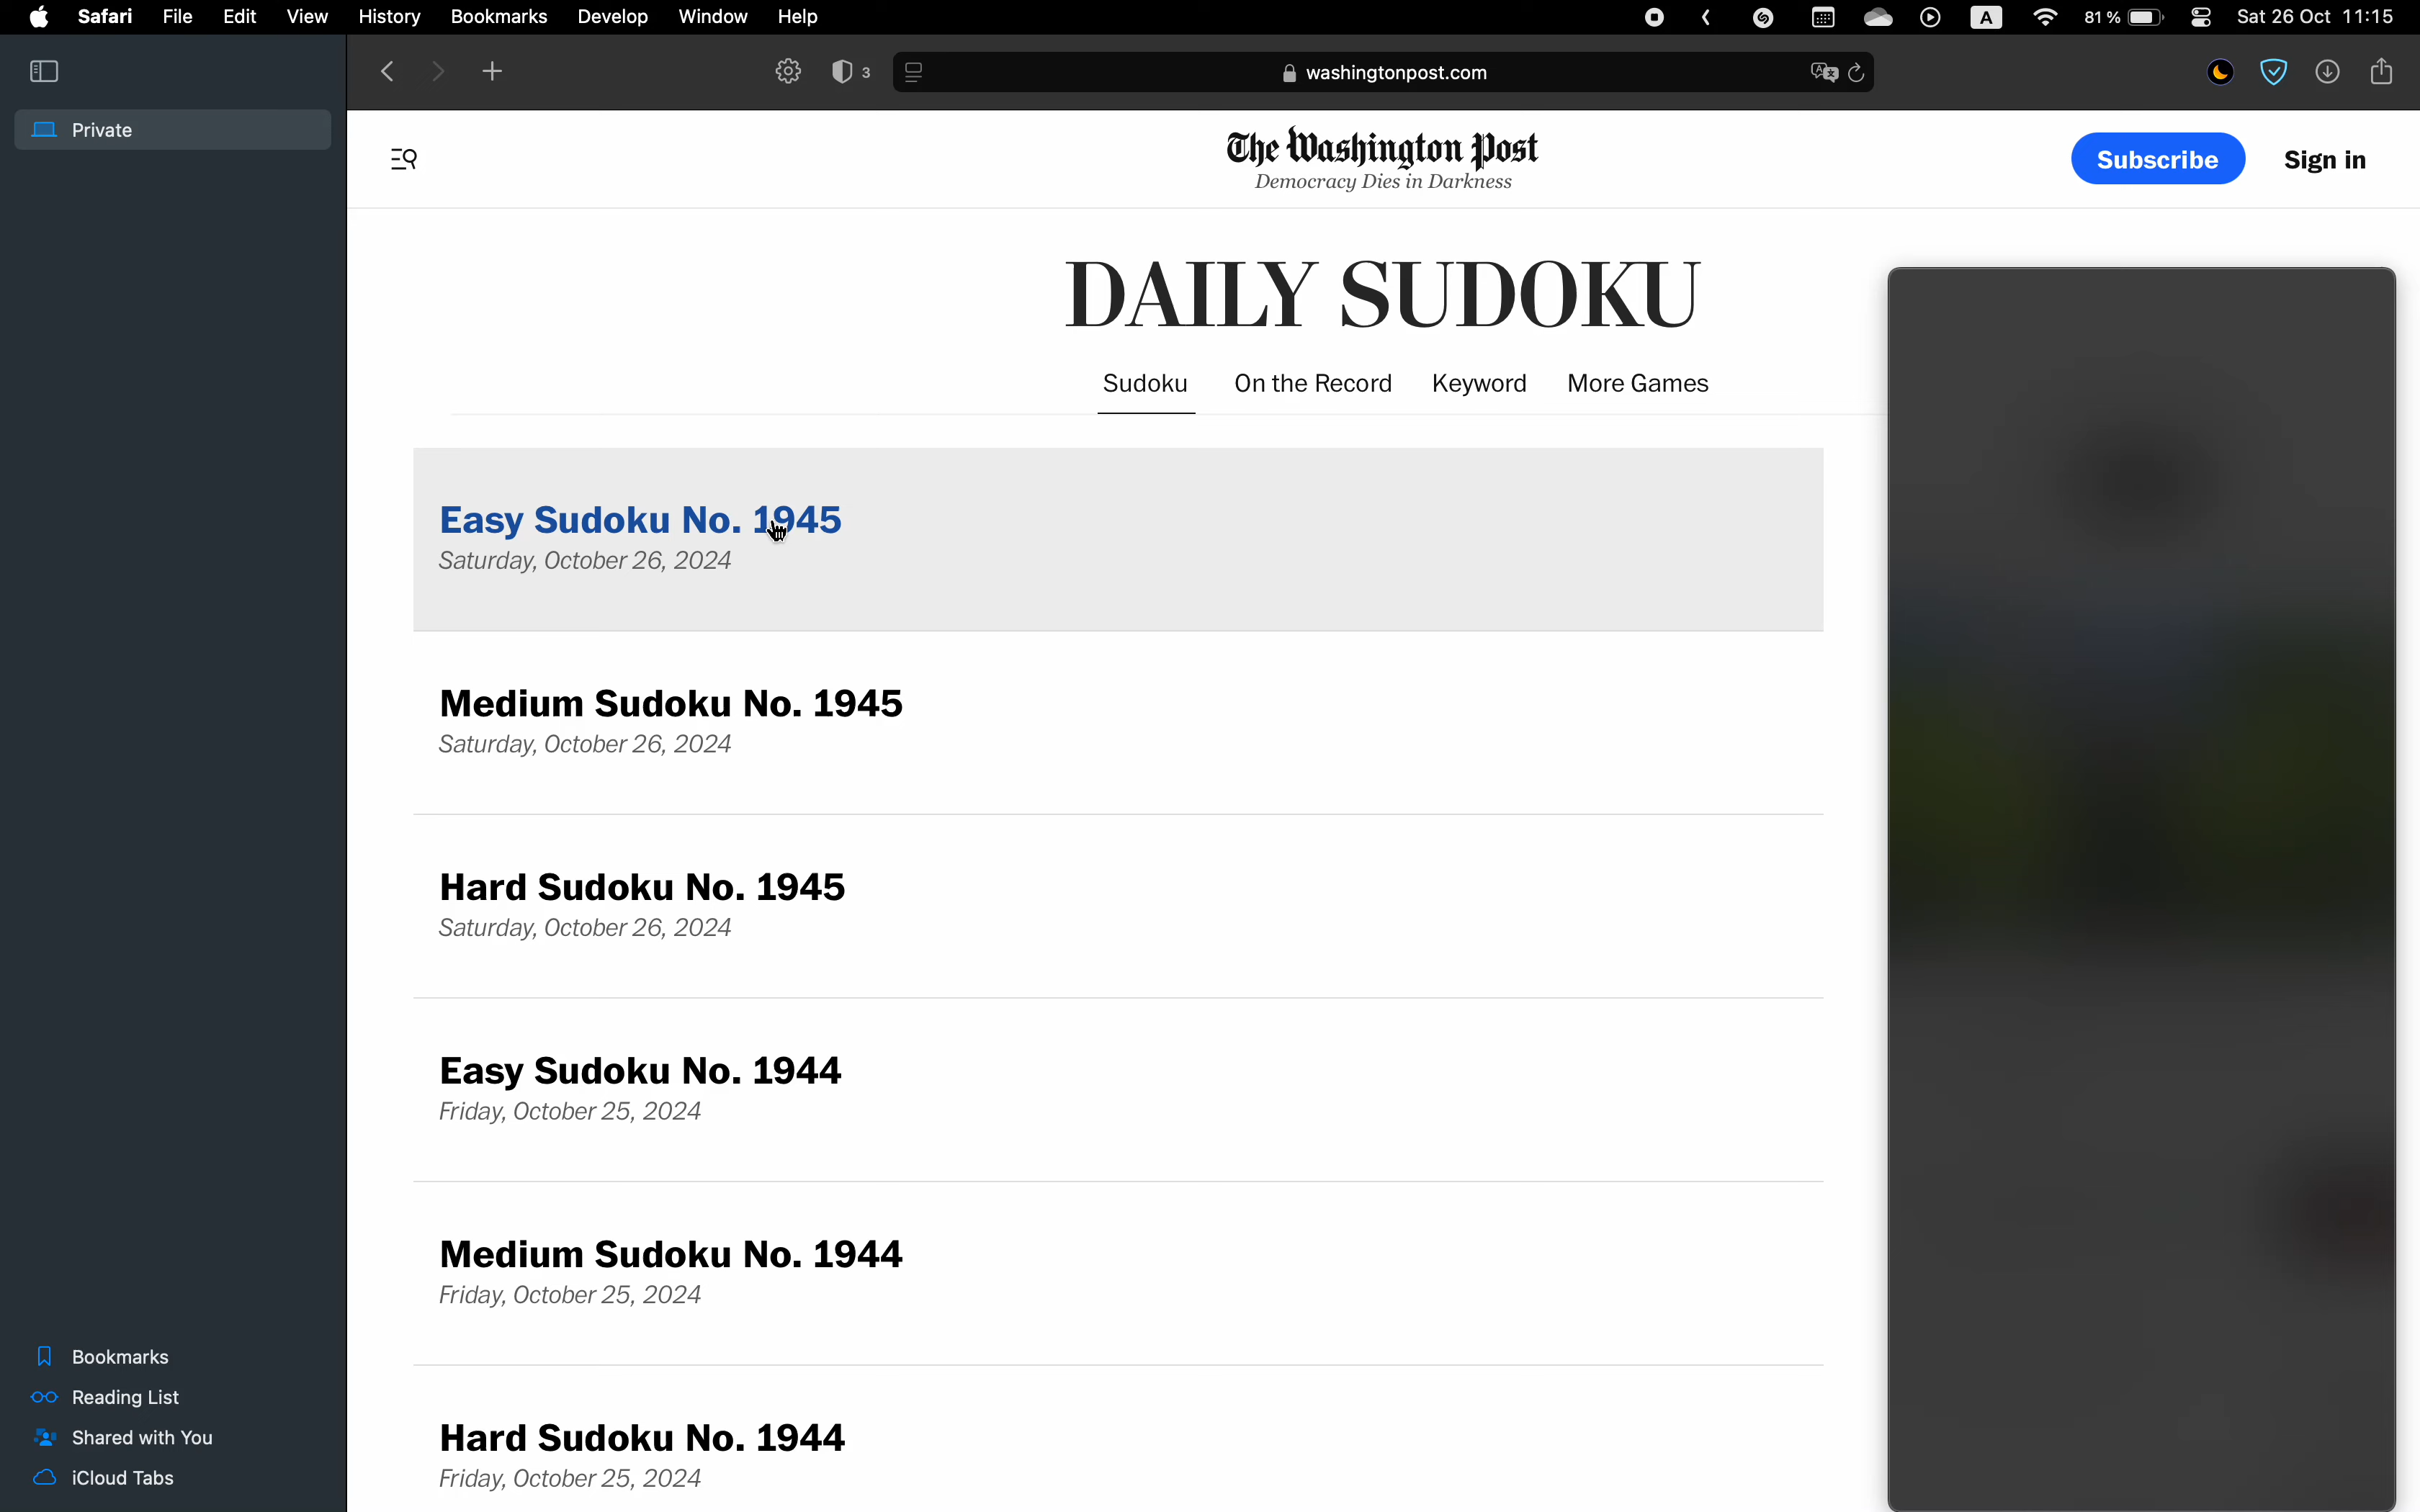 Safari File Edit View History Bookmarks Develop Window Help A 81 % Sat 26 Oct 11:15
3 washingtonpost.com
Private
The Washington Post
Democracy Dies in Darkness
Subscribe Sign in
DAILY SUDOKU
Sudoku On the Record Keyword More Games
Easy Sudoku No. 1945
Saturday, October 26, 2024
Medium Sudoku No. 1945
Saturday, October 26, 2024
Hard Sudoku No. 1945
Saturday, October 26, 2024
Easy Sudoku No. 1944
Friday, October 25, 2024
Medium Sudoku No. 1944
Friday, October 25, 2024
Hard Sudoku No. 1944
Friday, October 25, 2024
Bookmarks
Reading List
Shared with You
iCloud Tabs